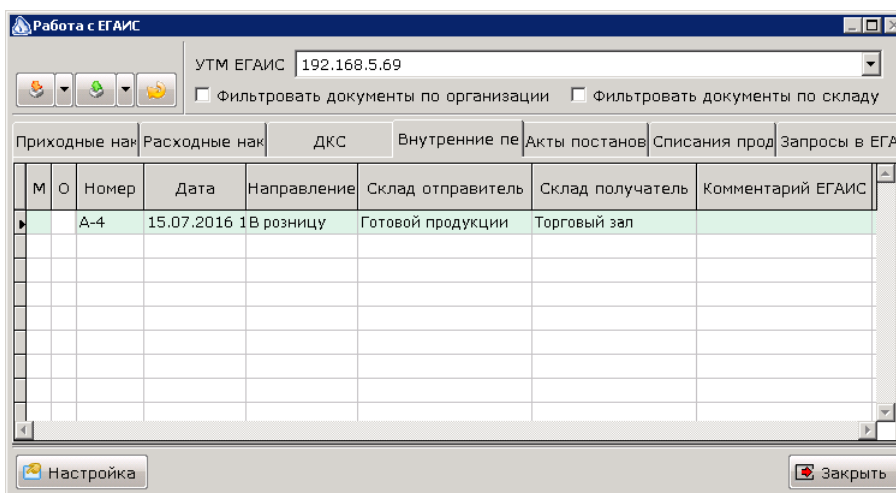 Работа с ЕГАИС
УТМ ЕГАИС 192.168.5.69
Фильтровать документы по организации Фильтровать документы по складу
Приходные нак Расходные нак ДКС Внутренние пе Акты постанов Списания прод Запросы в ЕГА
М О Номер Дата Направление Склад отправитель Склад получатель Комментарий ЕГАИС
А-4 15.07.2016 1 В розницу Готовой продукции Торговый зал
Настройка Закрыть